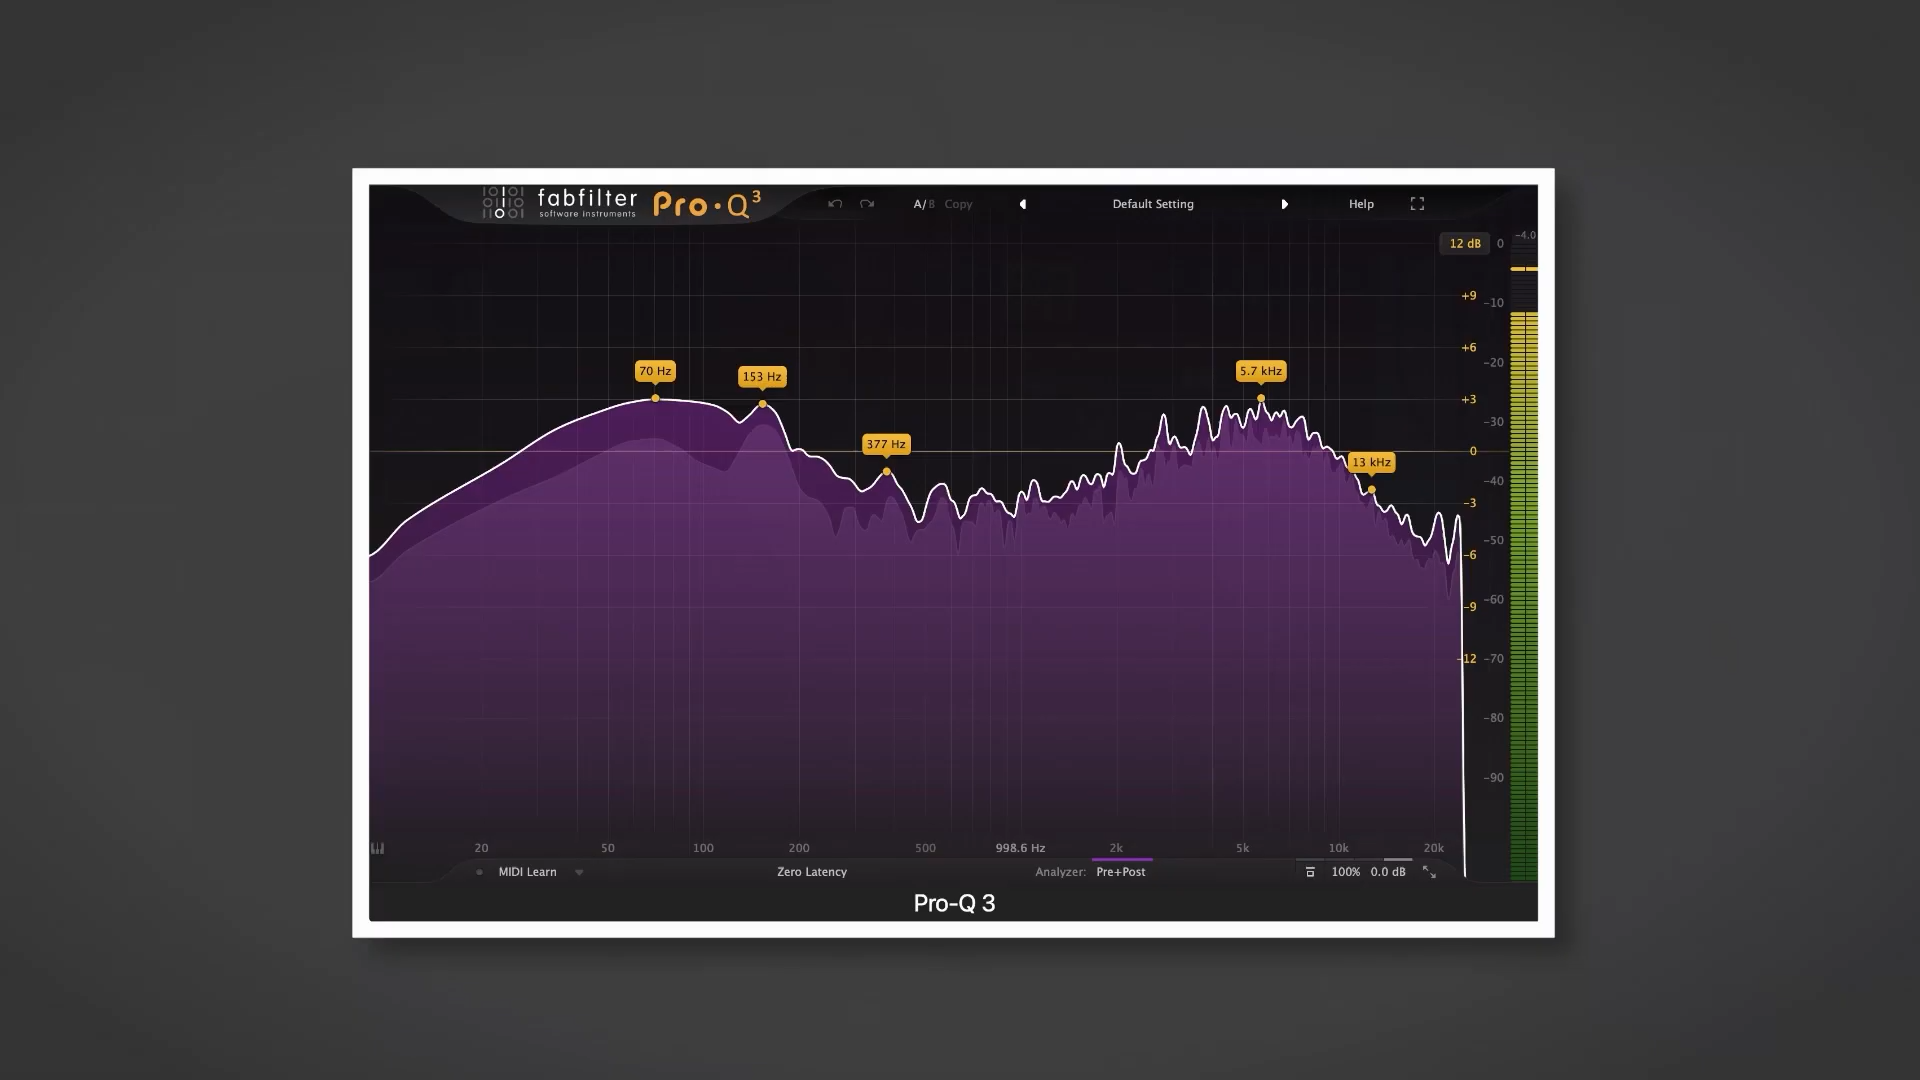 fabfilter
software instruments
Pro·Q3
A/B Copy
Default Setting
Help
12 dB 0 -4.0
+9 -10
+6 -20
70 Hz
153 Hz
5.7 kHz
+3 -30
377 Hz
13 kHz
0 -40
-3 -50
-6
-9 -60
-12 -70
-80
-90
20 50 100 200 500 998.6 Hz 2k 5k 10k 20k
MIDI Learn
Zero Latency
Analyzer: Pre+Post
100% 0.0 dB
Pro-Q 3